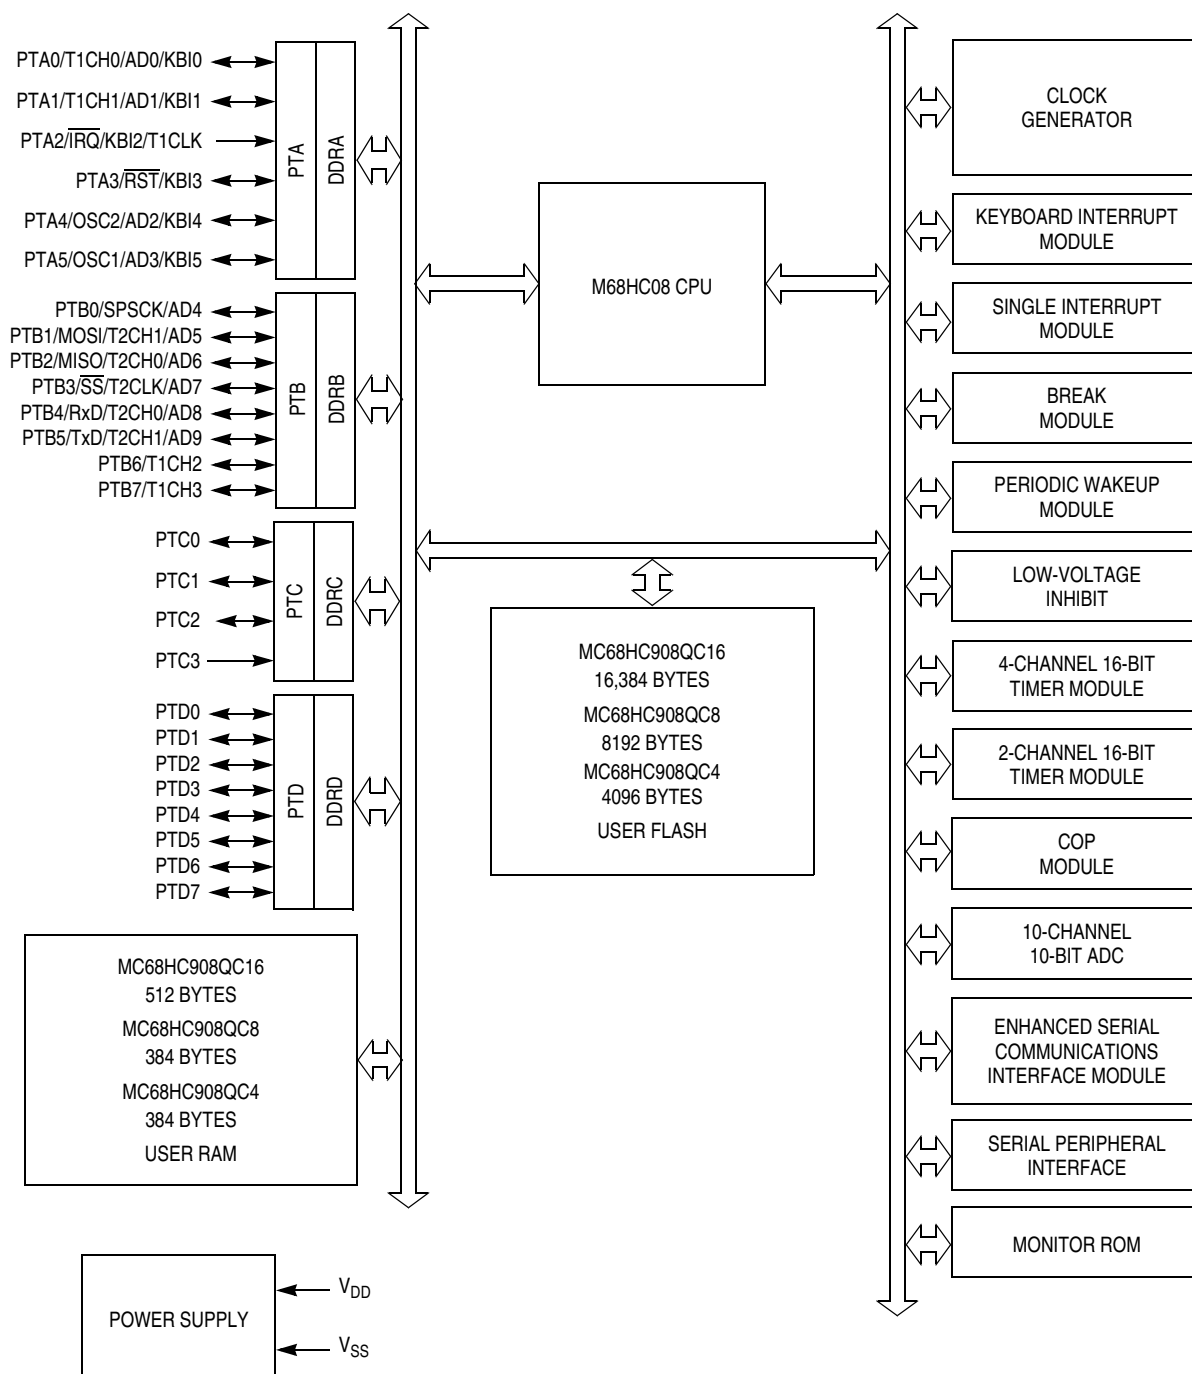 PTA0/T1CH0/AD0/KBI0
PTA1/T1CH1/AD1/KBI1
PTA2/IRQ/KBI2/T1CLK
PTA3/RST/KBI3
PTA4/OSC2/AD2/KBI4
PTA5/OSC1/AD3/KBI5
PTA
DDRA
PTB0/SPSCK/AD4
PTB1/MOSI/T2CH1/AD5
PTB2/MISO/T2CH0/AD6
PTB3/SS/T2CLK/AD7
PTB4/RxD/T2CH0/AD8
PTB5/TxD/T2CH1/AD9
PTB6/T1CH2
PTB7/T1CH3
PTB
DDRB
PTC0
PTC1
PTC2
PTC3
PTC
DDRC
PTD0
PTD1
PTD2
PTD3
PTD4
PTD5
PTD6
PTD7
PTD
DDRD
MC68HC908QC16
512 BYTES
MC68HC908QC8
384 BYTES
MC68HC908QC4
384 BYTES
USER RAM
POWER SUPPLY
VDD
VSS
M68HC08 CPU
MC68HC908QC16
16,384 BYTES
MC68HC908QC8
8192 BYTES
MC68HC908QC4
4096 BYTES
USER FLASH
CLOCK
GENERATOR
KEYBOARD INTERRUPT
MODULE
SINGLE INTERRUPT
MODULE
BREAK
MODULE
PERIODIC WAKEUP
MODULE
LOW-VOLTAGE
INHIBIT
4-CHANNEL 16-BIT
TIMER MODULE
2-CHANNEL 16-BIT
TIMER MODULE
COP
MODULE
10-CHANNEL
10-BIT ADC
ENHANCED SERIAL
COMMUNICATIONS
INTERFACE MODULE
SERIAL PERIPHERAL
INTERFACE
MONITOR ROM